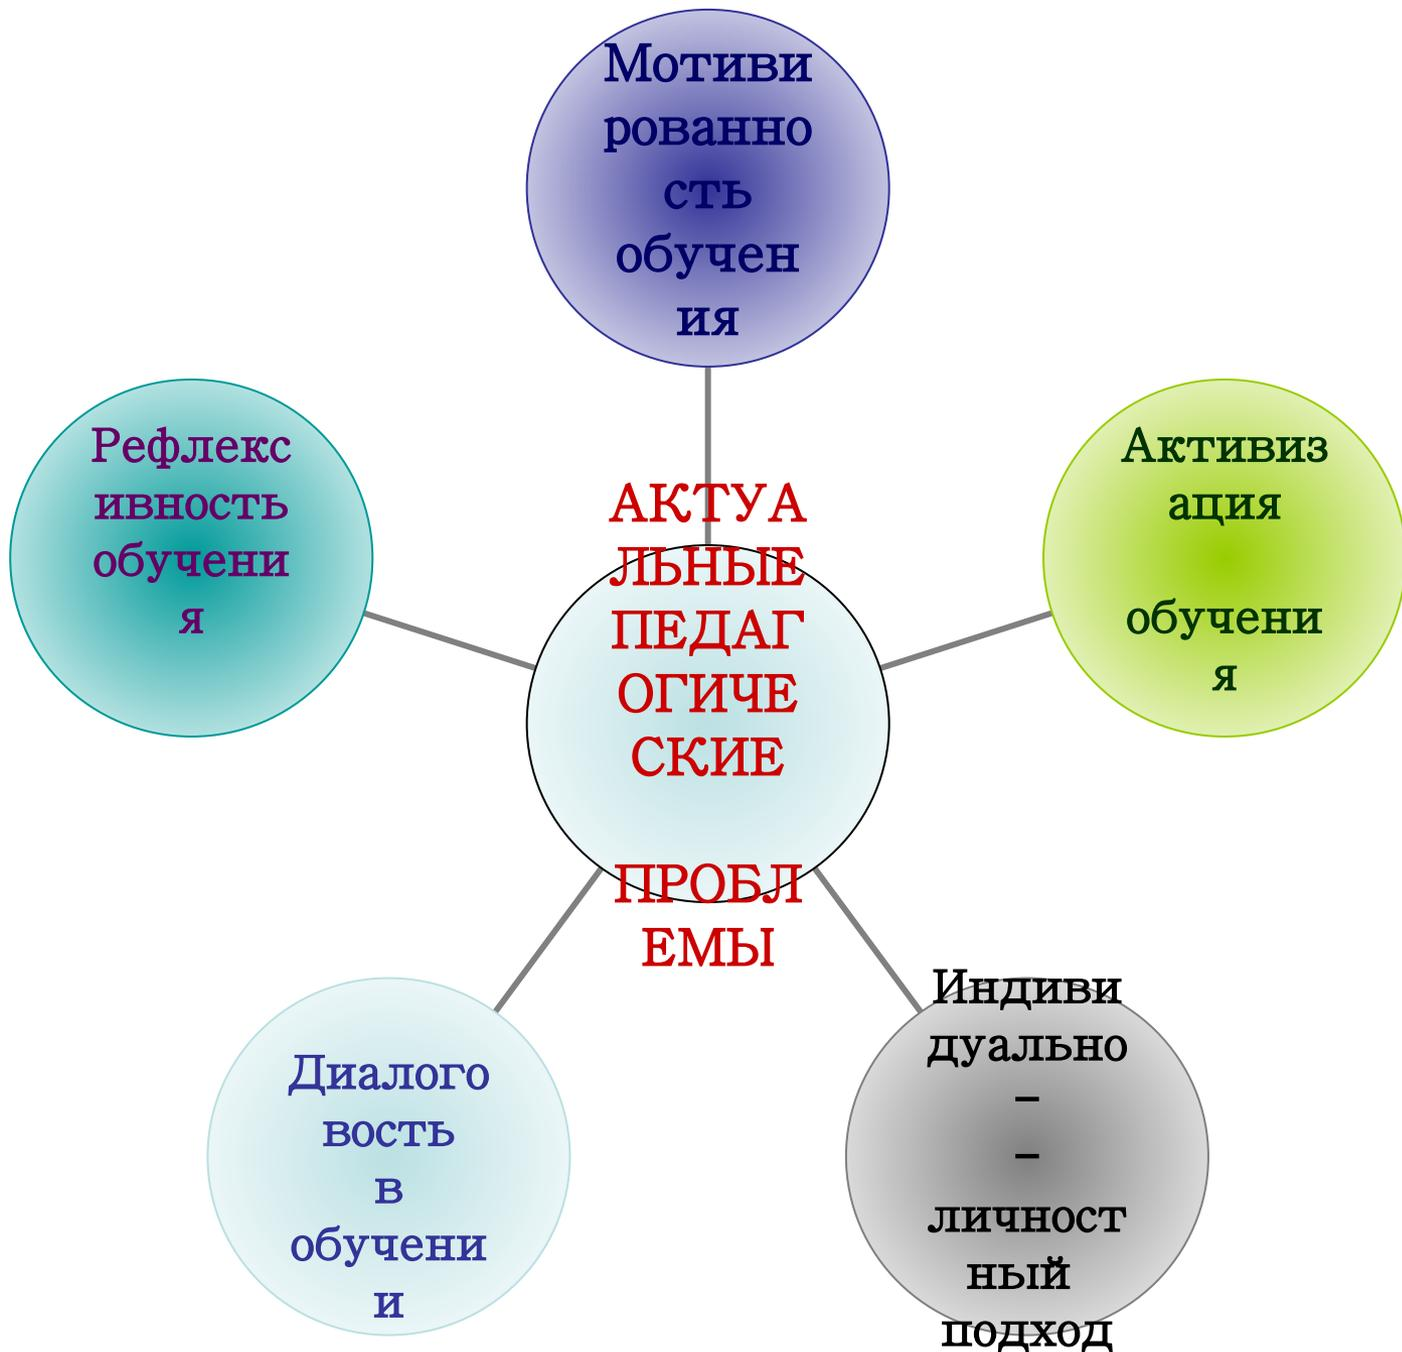 Мотиви
рованно
сть
обучен
ия
Рефлекс
ивность
обучени
я
Активиз
ация
обучени
я
АКТУА
ЛЬНЫЕ
ПЕДАГ
ОГИЧЕ
СКИЕ
ПРОБЛ
ЕМЫ
Диалого
вость
в
обучени
и
Индиви
дуально
–
–
личност
ный
подход